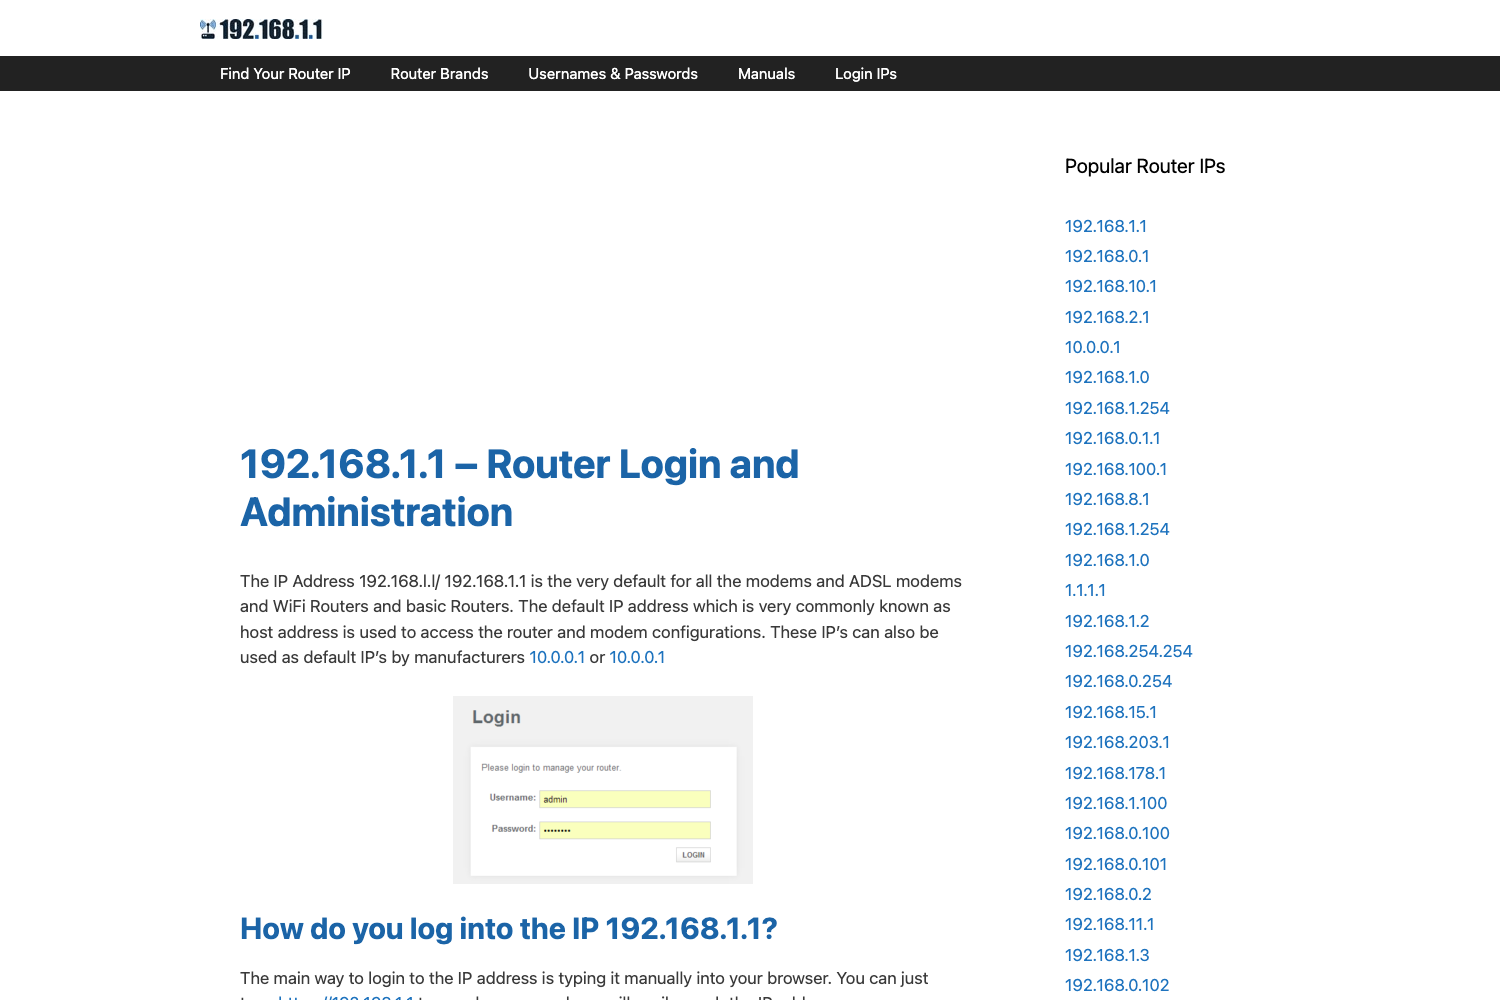 192.168.1.1
Find Your Router IP
Router Brands
Usernames & Passwords
Manuals
Login IPs
192.168.1.1 – Router Login and
Administration
The IP Address 192.168.l.l/ 192.168.1.1 is the very default for all the modems and ADSL modems
and WiFi Routers and basic Routers. The default IP address which is very commonly known as
host address is used to access the router and modem configurations. These IP’s can also be
used as default IP’s by manufacturers 10.0.0.1 or 10.0.0.1
Login
Please login to manage your router.
Username: admin
Password: ••••••••
LOGIN
How do you log into the IP 192.168.1.1?
The main way to login to the IP address is typing it manually into your browser. You can just
Popular Router IPs
192.168.1.1
192.168.0.1
192.168.10.1
192.168.2.1
10.0.0.1
192.168.1.0
192.168.1.254
192.168.0.1.1
192.168.100.1
192.168.8.1
192.168.1.254
192.168.1.0
1.1.1.1
192.168.1.2
192.168.254.254
192.168.0.254
192.168.15.1
192.168.203.1
192.168.178.1
192.168.1.100
192.168.0.100
192.168.0.101
192.168.0.2
192.168.11.1
192.168.1.3
192.168.0.102